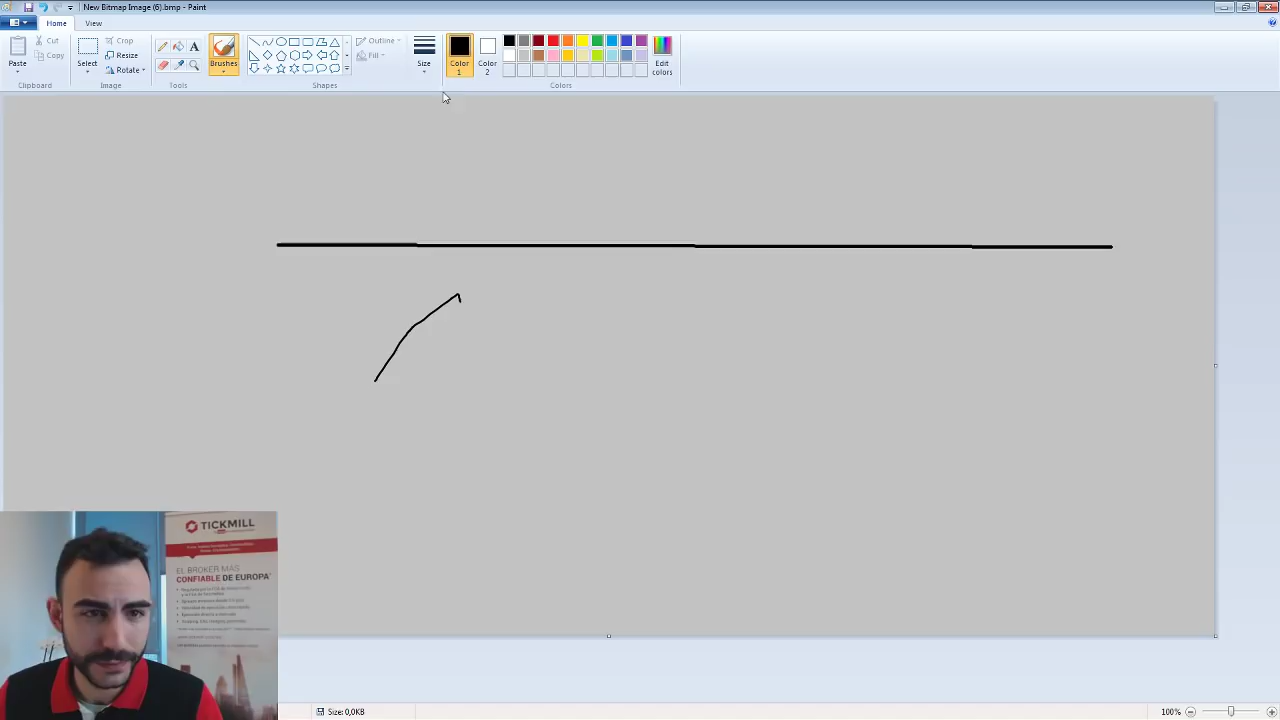 New Bitmap Image (6).bmp - Paint
Home
View
Paste
Cut
Copy
Clipboard
Select
Crop
Resize
Rotate
Image
A
Tools
Brushes
Shapes
Outline
Fill
Size
Color
1
Color
2
Edit
colors
Colors
TICKMILL
EL BROKER MÁS
CONFIABLE DE EUROPA*
Size: 0,0KB
100%